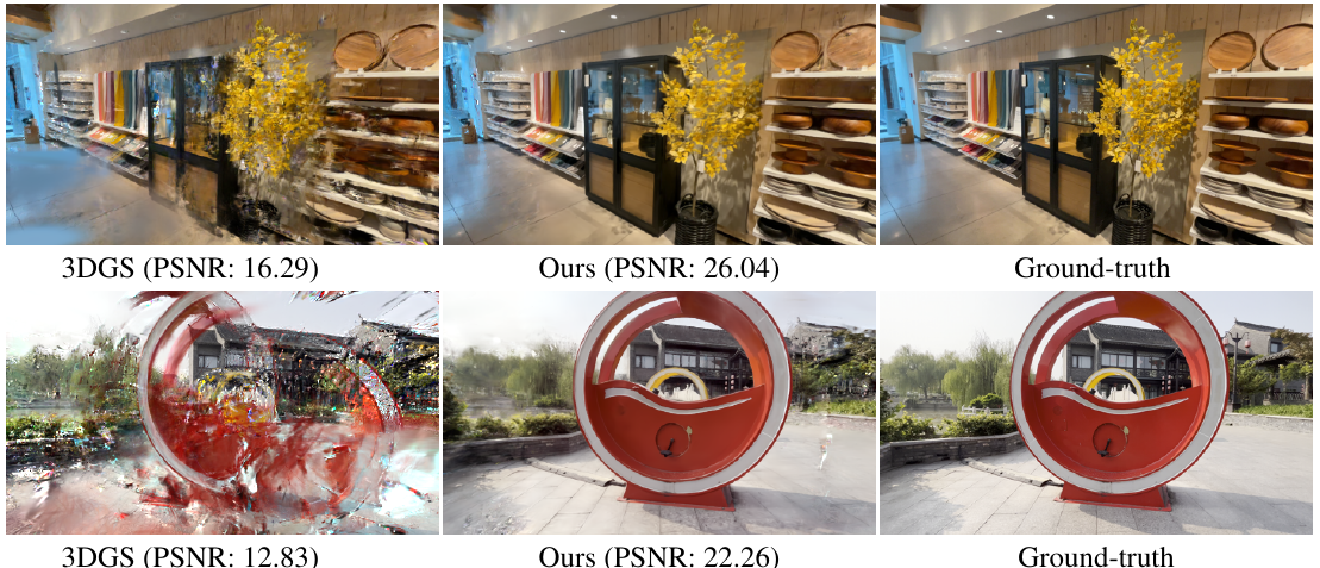 3DGS (PSNR: 16.29)
Ours (PSNR: 26.04)
Ground-truth
3DGS (PSNR: 12.83)
Ours (PSNR: 22.26)
Ground-truth